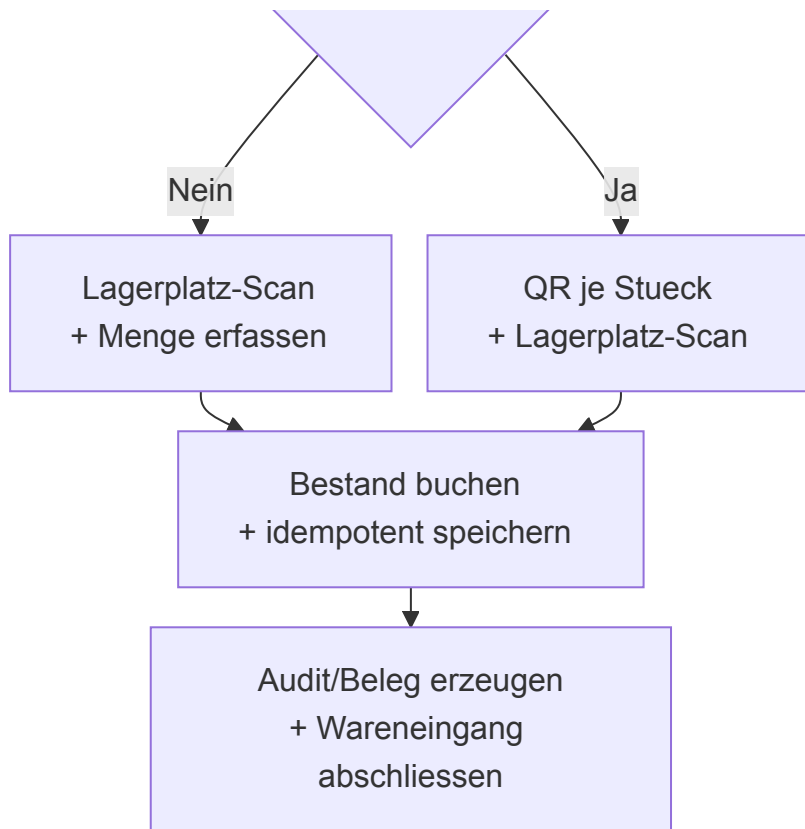 Nein
Ja
Lagerplatz-Scan
+ Menge erfassen
QR je Stueck
+ Lagerplatz-Scan
Bestand buchen
+ idempotent speichern
Audit/Beleg erzeugen
+ Wareneingang
abschliessen